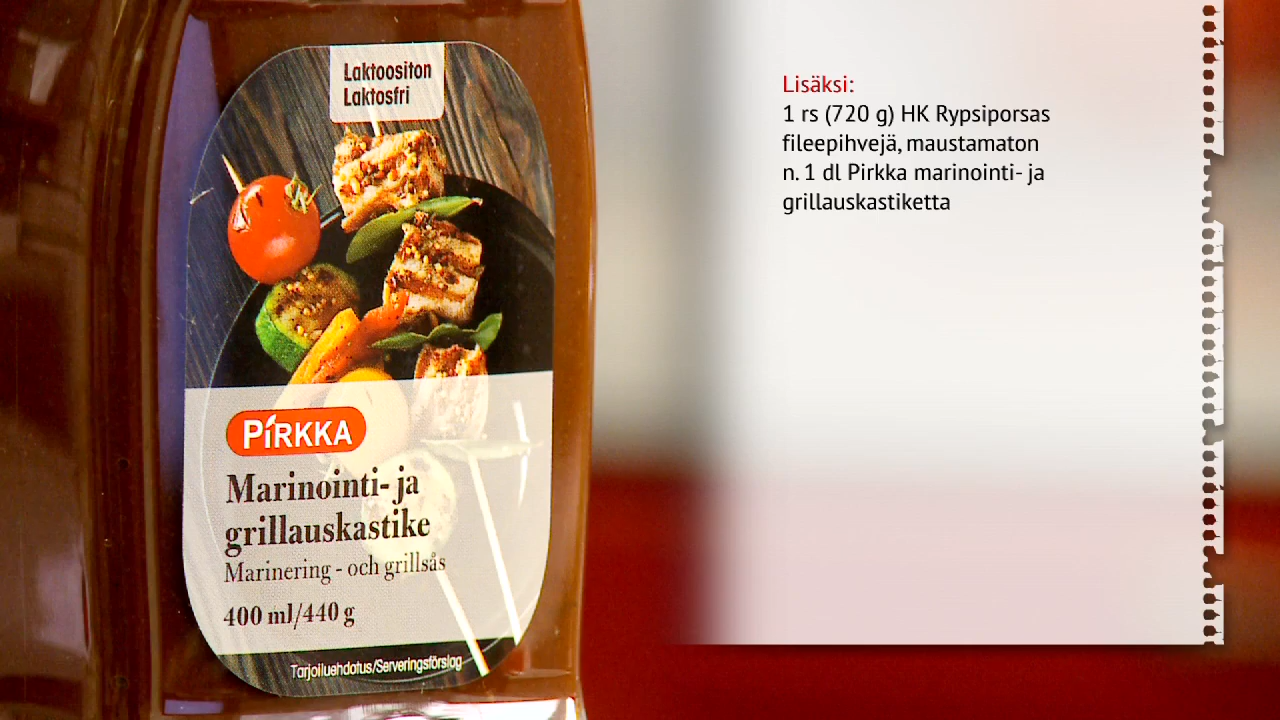 Laktoositon
Laktosfri
PIRKKA
Marinointi- ja
grillauskastike
Marinering - och grillsås
400 ml/440 g
Tarjoiluehdotus/Serveringsförslag
Lisäksi:
1 rs (720 g) HK Rypsiporsas
fileepihvejä, maustamaton
n. 1 dl Pirkka marinointi- ja
grillauskastiketta